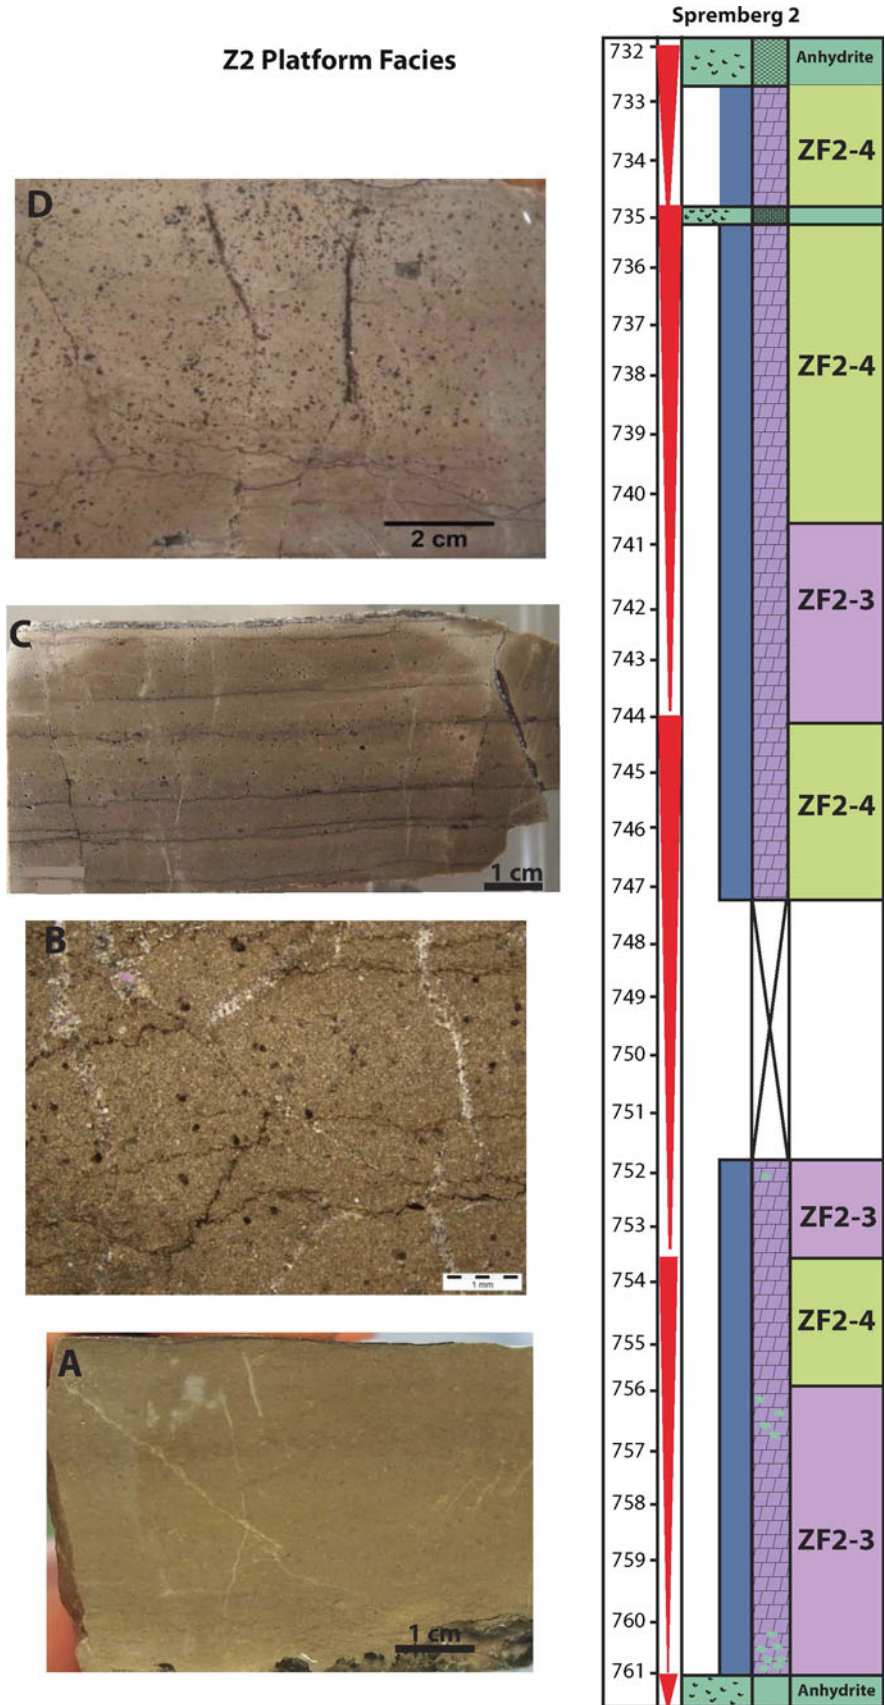 Spremberg 2
Z2 Platform Facies
D
2 cm
C
1 cm
B
1 mm
A
1 cm
732
733
734
735
736
737
738
739
740
741
742
743
744
745
746
747
748
749
750
751
752
753
754
755
756
757
758
759
760
761
Anhydrite
ZF2-4
ZF2-4
ZF2-3
ZF2-4
ZF2-3
ZF2-4
ZF2-3
Anhydrite